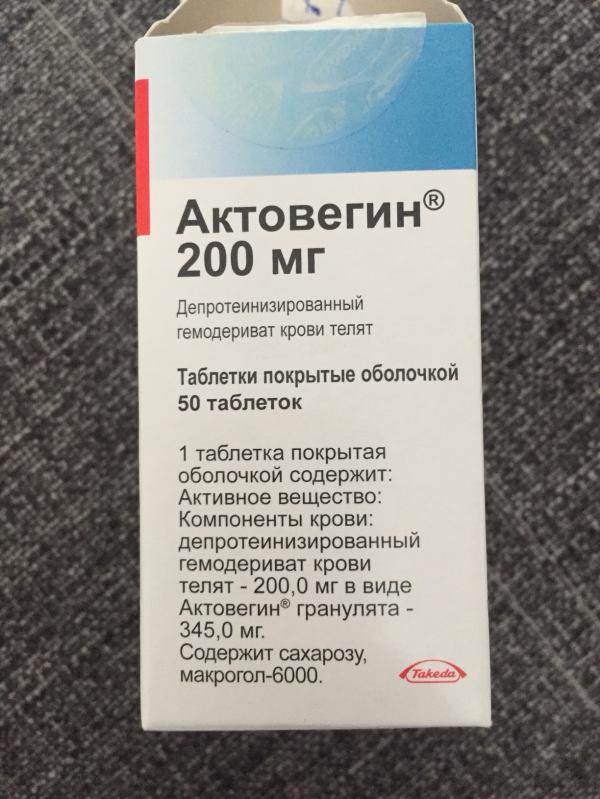 Актовегин®
200 мг
Депротеинизированный
гемодериват крови телят
Таблетки покрытые оболочкой
50 таблеток
1 таблетка покрытая
оболочкой содержит:
Активное вещество:
Компоненты крови:
депротеинизированный
гемодериват крови
телят - 200,0 мг в виде
Актовегин® гранулята -
345,0 мг.
Содержит сахарозу,
макрогол-6000.
Takeda